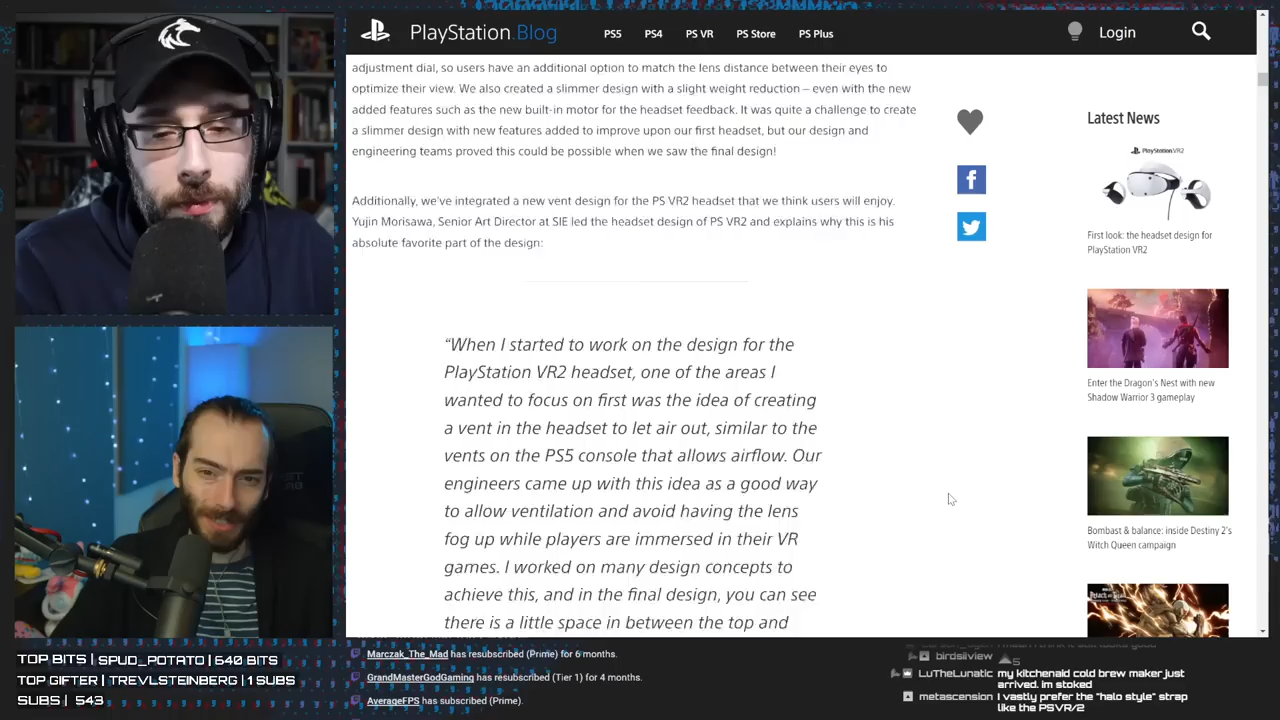 PlayStation.Blog
PS5
PS4
PS VR
PS Store
PS Plus
Login
adjustment dial, so users have an additional option to match the lens distance between their eyes to
optimize their view. We also created a slimmer design with a slight weight reduction – even with the new
added features such as the new built-in motor for the headset feedback. It was quite a challenge to create
a slimmer design with new features added to improve upon our first headset, but our design and
engineering teams proved this could be possible when we saw the final design!
Additionally, we've integrated a new vent design for the PS VR2 headset that we think users will enjoy.
Yujin Morisawa, Senior Art Director at SIE led the headset design of PS VR2 and explains why this is his
absolute favorite part of the design:
“When I started to work on the design for the
PlayStation VR2 headset, one of the areas I
wanted to focus on first was the idea of creating
a vent in the headset to let air out, similar to the
vents on the PS5 console that allows airflow. Our
engineers came up with this idea as a good way
to allow ventilation and avoid having the lens
fog up while players are immersed in their VR
games. I worked on many design concepts to
achieve this, and in the final design, you can see
there is a little space in between the top and
Latest News
PlayStation.VR2
First look: the headset design for
PlayStation VR2
Enter the Dragon's Nest with new
Shadow Warrior 3 gameplay
Bombast & balance: inside Destiny 2's
Witch Queen campaign
TOP BITS | SPUD_POTATO | 640 BITS
TOP GIFTER | TREVLSTEINBERG | 1 SUBS
SUBS | 543
Marczak_The_Mad has resubscribed (Prime) for 6 months.
GrandMasterGodGaming has resubscribed (Tier 1) for 4 months.
AverageFPS has subscribed (Prime).
birdsilview 5
LuTheLunatic my kitchenaid cold brew maker just
arrived. im stoked
metascension I vastly prefer the "halo style" strap
like the PSVR/2